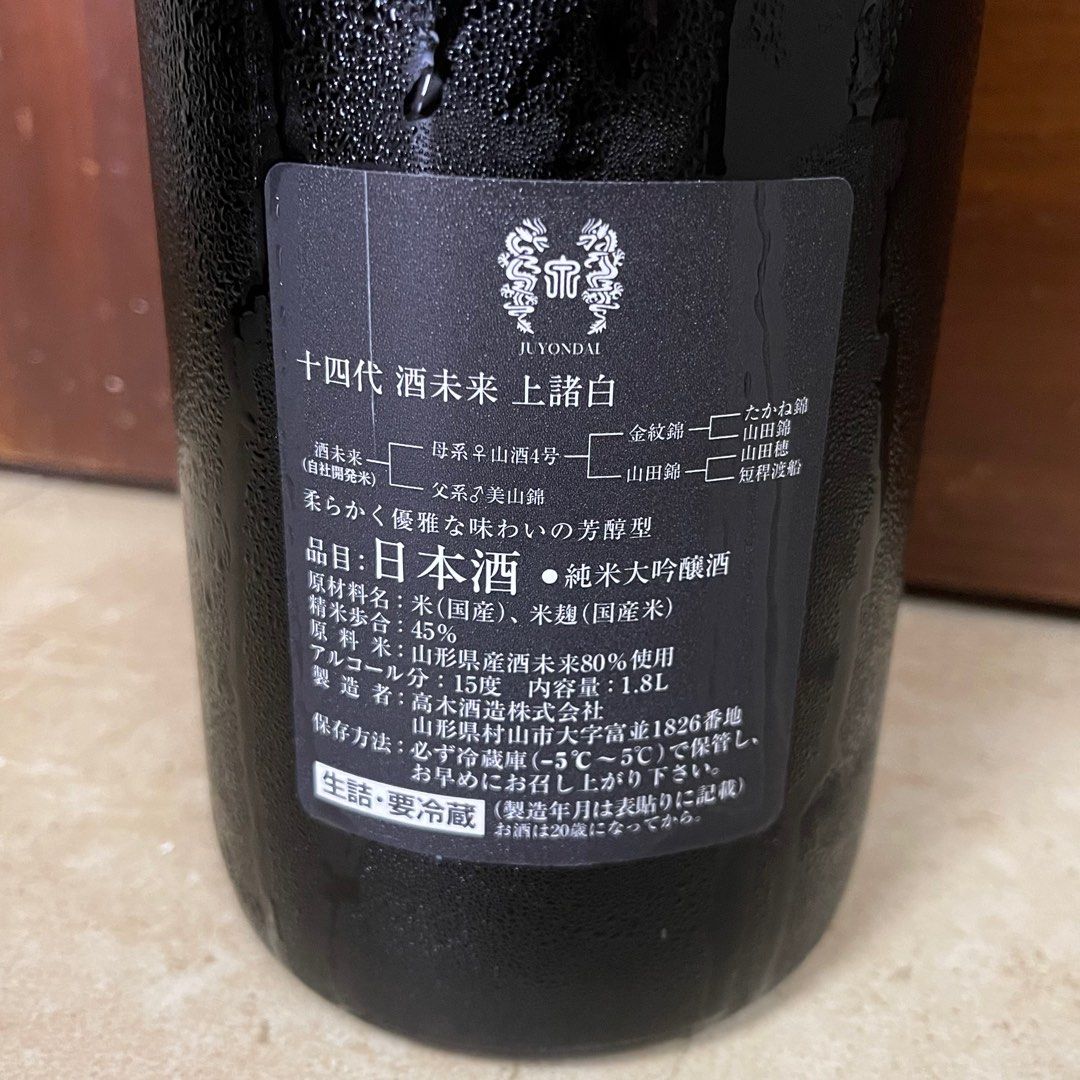 JUYONDAI
十四代 酒未来 上諸白
たかね錦
金紋錦
山田錦
母系♀山酒4号
山田穂
酒未来
山田錦
短稈渡船
(自社開発米)
父系♂美山錦
柔らかく優雅な味わいの芳醇型
品目:日本酒 ●純米大吟醸酒
原材料名:米(国産)、米麹(国産米)
精米歩合:45%
原料米:山形県産酒未来80%使用
アルコール分:15度 内容量:1.8L
製造者:高木酒造株式会社
山形県村山市大字富並1826番地
保存方法:必ず冷蔵庫(-5℃〜5℃)で保管し、
お早めにお召し上がり下さい。
生詰・要冷蔵 (製造年月は表貼りに記載)
お酒は20歳になってから。